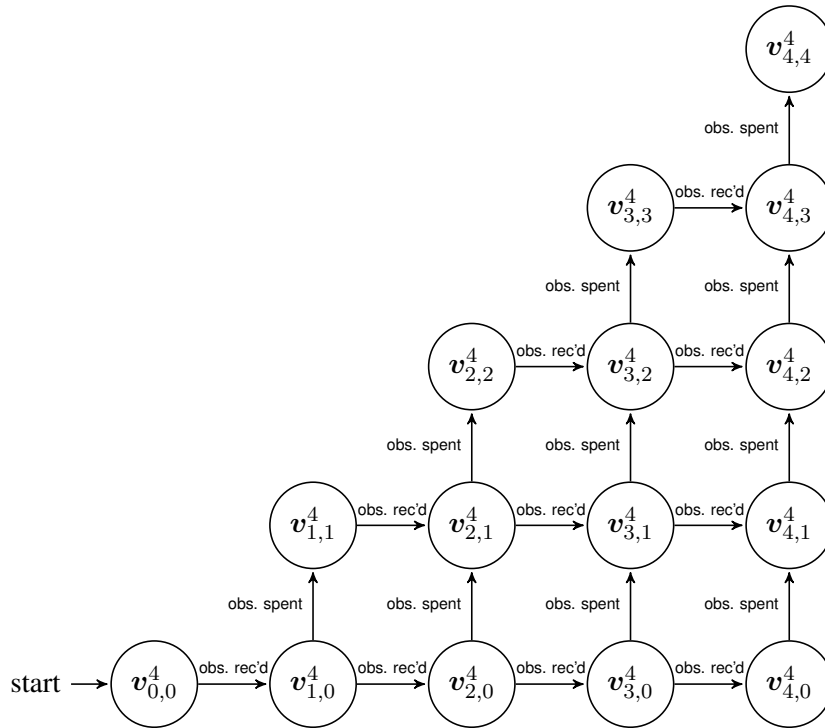 v^4_{4,4}
obs. spent
v^4_{3,3} obs. rec'd v^4_{4,3}
obs. spent obs. spent
v^4_{2,2} obs. rec'd v^4_{3,2} obs. rec'd v^4_{4,2}
obs. spent obs. spent obs. spent
v^4_{1,1} obs. rec'd v^4_{2,1} obs. rec'd v^4_{3,1} obs. rec'd v^4_{4,1}
obs. spent obs. spent obs. spent obs. spent
start v^4_{0,0} obs. rec'd v^4_{1,0} obs. rec'd v^4_{2,0} obs. rec'd v^4_{3,0} obs. rec'd v^4_{4,0}